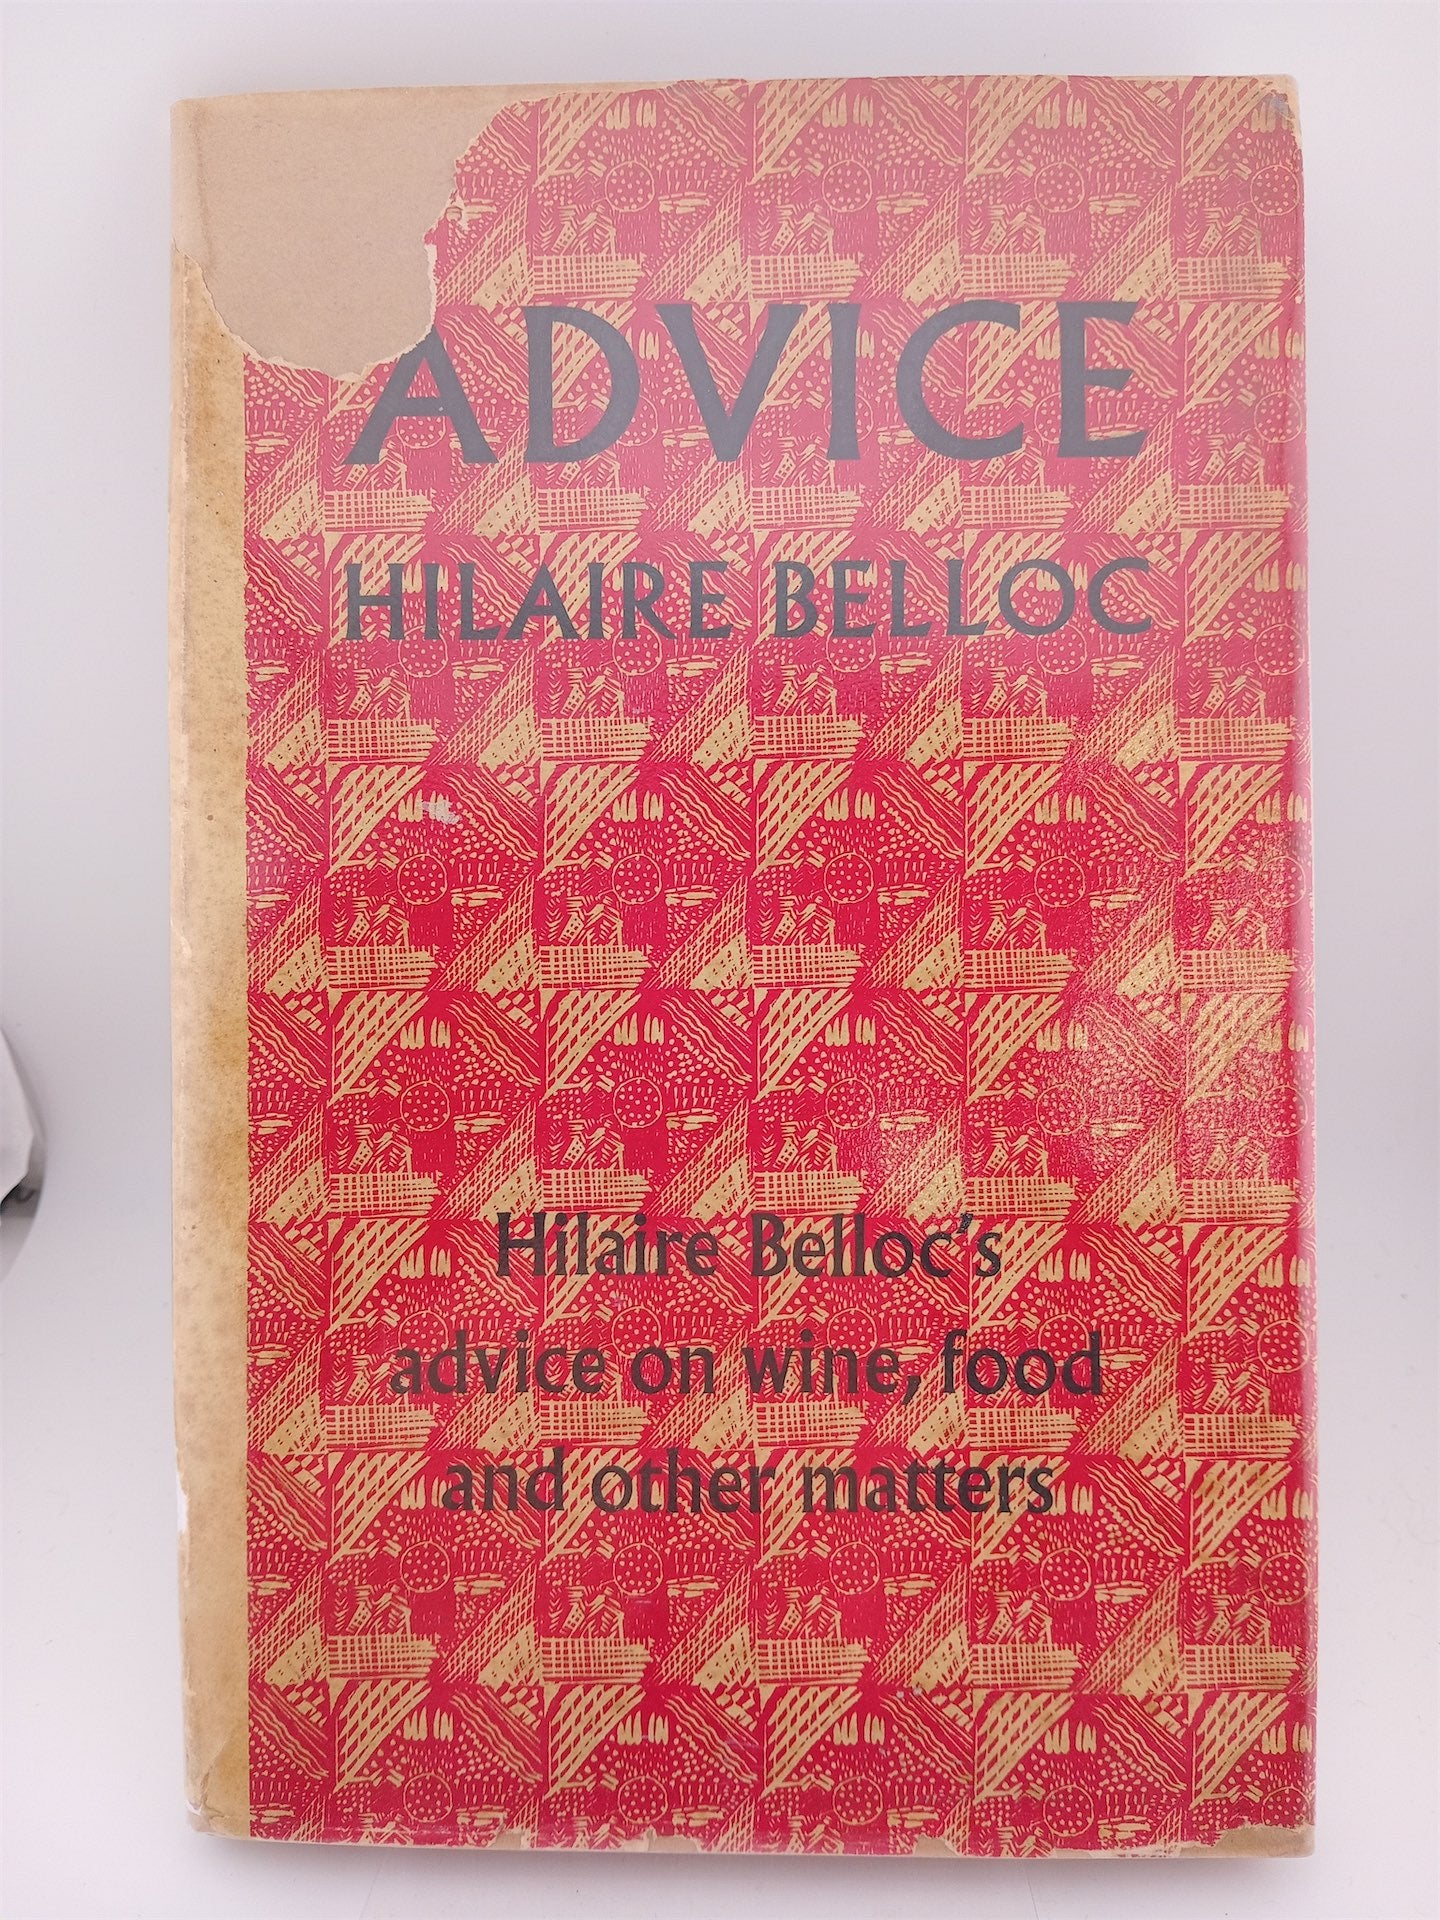 ADVICE
HILAIRE BELLOC
Hilaire Belloc's
advice on wine, food
and other matters